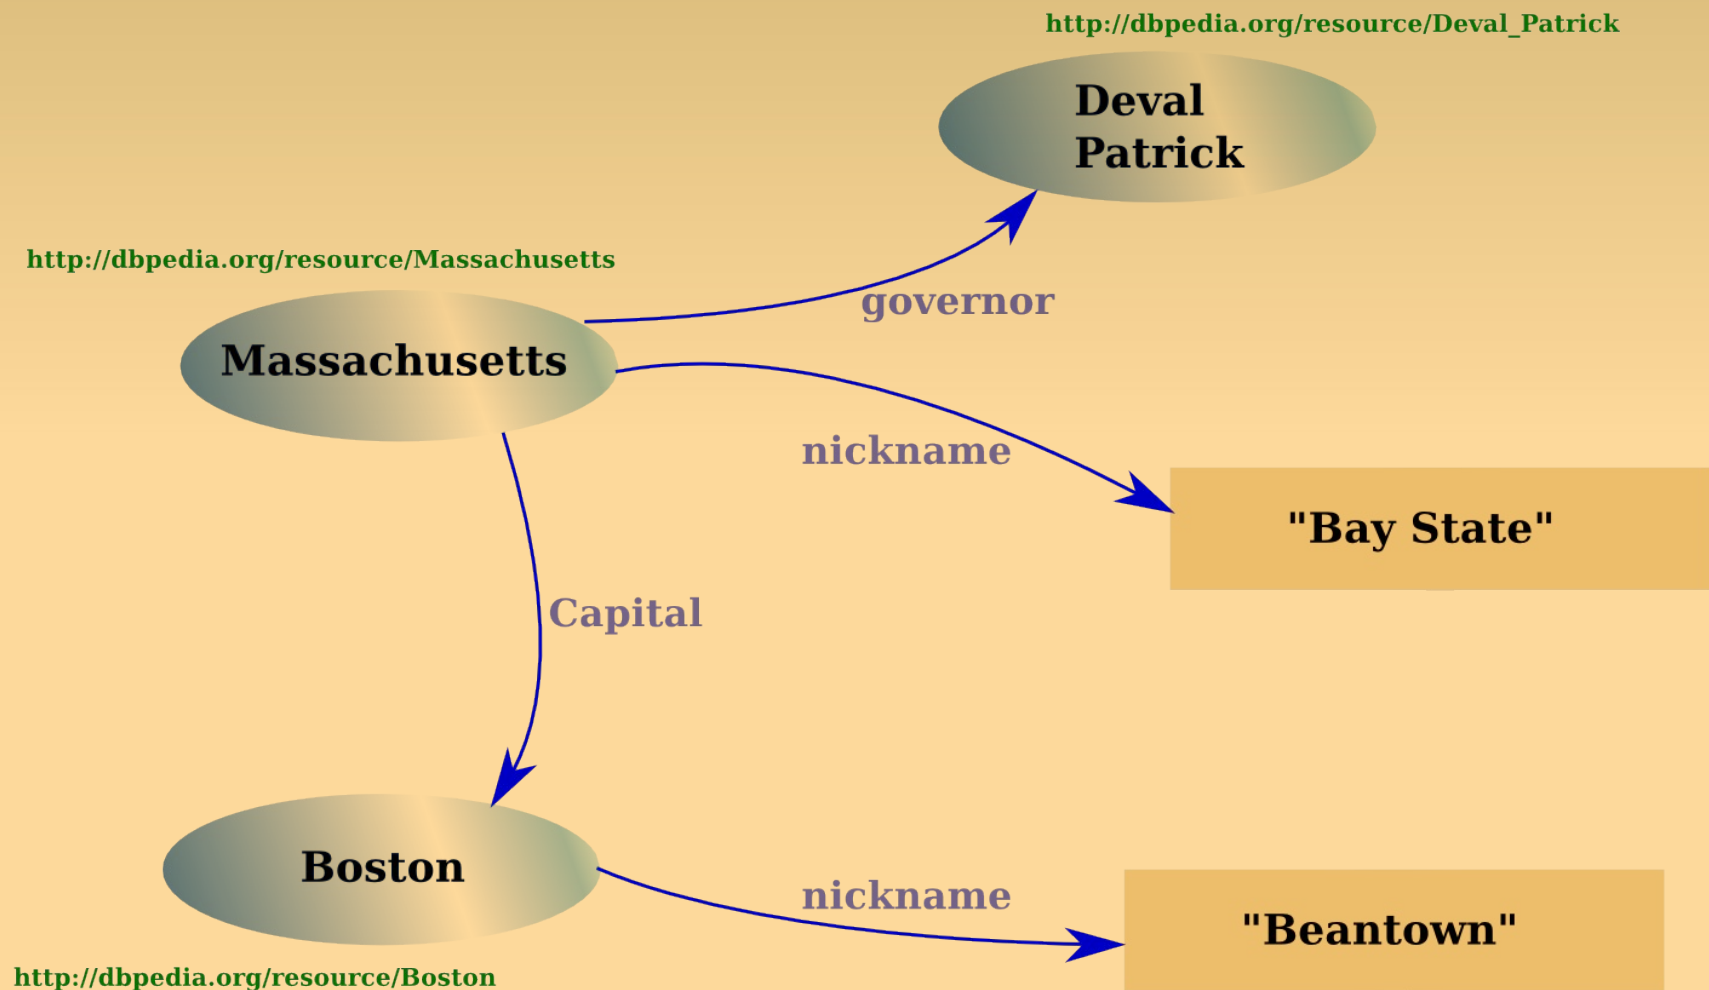 http://dbpedia.org/resource/Deval_Patrick
Deval
Patrick
http://dbpedia.org/resource/Massachusetts
governor
Massachusetts
nickname
"Bay State"
Capital
Boston
nickname
"Beantown"
http://dbpedia.org/resource/Boston